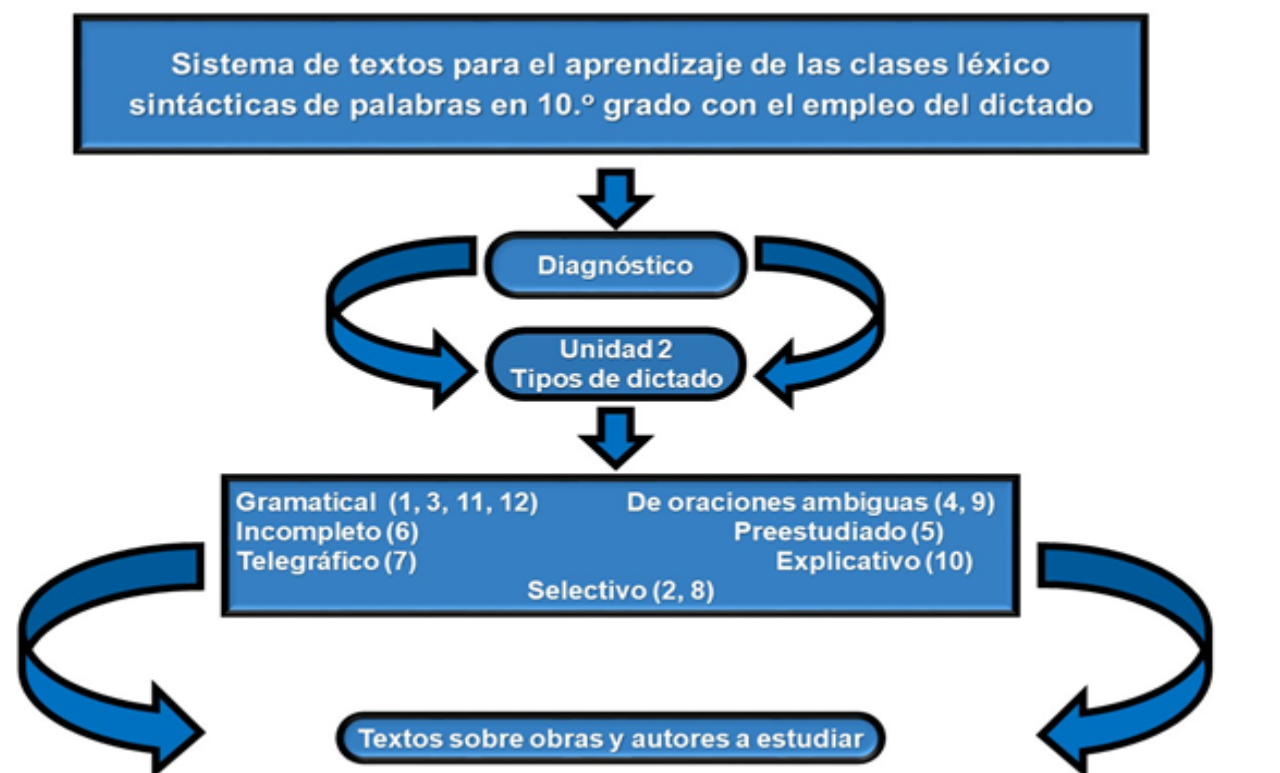 Sistema de textos para el aprendizaje de las clases léxico
sintácticas de palabras en 10.º grado con el empleo del dictado
Diagnóstico
Unidad 2
Tipos de dictado
Gramatical (1, 3, 11, 12) De oraciones ambiguas (4, 9)
Incompleto (6) Preestudiado (5)
Telegráfico (7) Explicativo (10)
Selectivo (2, 8)
Textos sobre obras y autores a estudiar